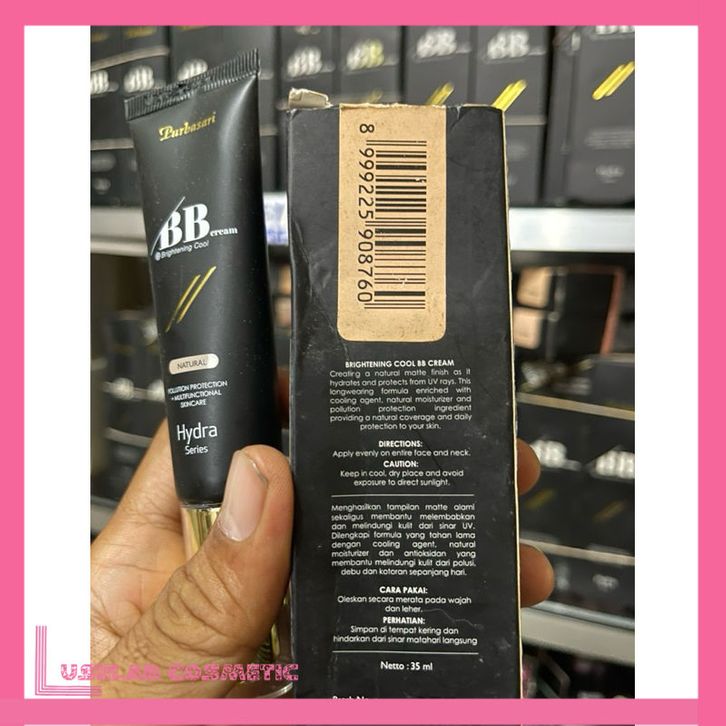 Purbasari
BB cream
Brightening Cool
NATURAL
POLLUTION PROTECTION
+ MULTIFUNCTIONAL
SKINCARE
Hydra
Series
8 999225 908760
BRIGHTENING COOL BB CREAM
Creating a natural matte finish as it
hydrates and protects from UV rays. This
longwearing formula enriched with
cooling agent, natural moisturizer and
pollution protection ingredient
providing a natural coverage and daily
protection to your skin.
DIRECTIONS:
Apply evenly on entire face and neck.
CAUTION:
Keep in cool, dry place and avoid
exposure to direct sunlight.
Menghasilkan tampilan matte alami
sekaligus membantu melembabkan
dan melindungi kulit dari sinar UV.
Dilengkapi formula yang tahan lama
dengan cooling agent, natural
moisturizer dan antioksidan yang
membantu melindungi kulit dari polusi,
debu dan kotoran sepanjang hari.
CARA PAKAI:
Oleskan secara merata pada wajah
dan leher.
PERHATIAN:
Simpan di tempat kering dan
hindarkan dari sinar matahari langsung
Netto : 35 ml
BB
BB
BB
BB
COSMETIC